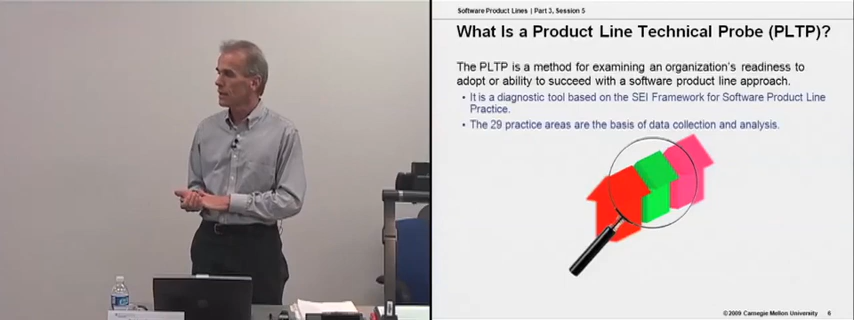 Software Product Lines | Part 3, Session 5
What Is a Product Line Technical Probe (PLTP)?
The PLTP is a method for examining an organization's readiness to
adopt or ability to succeed with a software product line approach.
• It is a diagnostic tool based on the SEI Framework for Software Product Line
Practice.
• The 29 practice areas are the basis of data collection and analysis.
©2009 Carnegie Mellon University 6